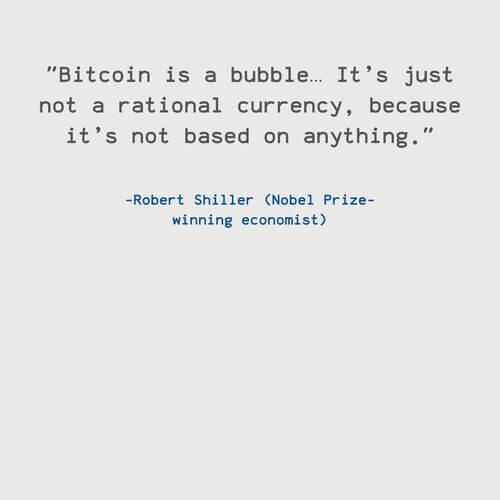 "Bitcoin is a bubble… It’s just
not a rational currency, because
it’s not based on anything."
-Robert Shiller (Nobel Prize-
winning economist)